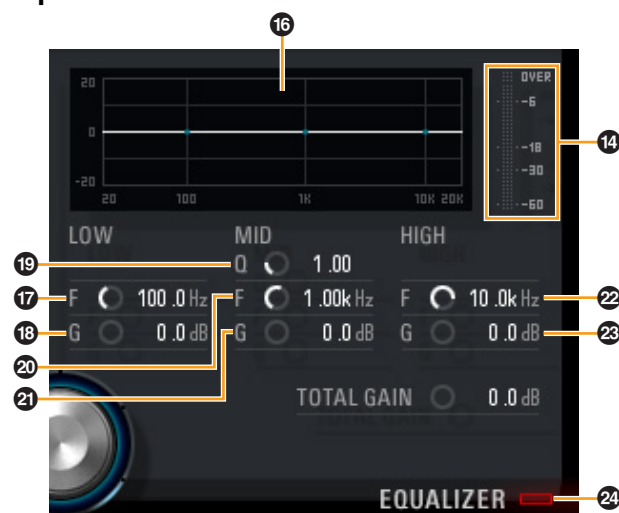 ⑯
20
0
-20
20 100 1K 10K 20K
OVER
-6
-18
-30
-60
⑭
LOW MID HIGH
⑲ Q 1.00
⑰ F 100.0 Hz F 1.00k Hz F 10.0k Hz ㉒
⑱ G 0.0 dB G 0.0 dB G 0.0 dB ㉓
⑳
㉑
TOTAL GAIN 0.0 dB
EQUALIZER ㉔